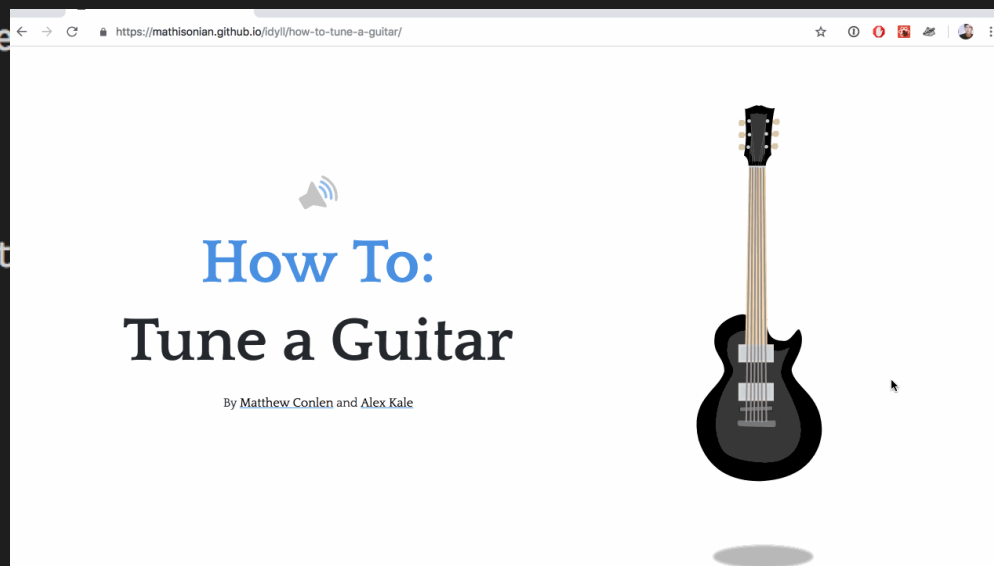 https://mathisonian.github.io/idyll/how-to-tune-a-guitar/
How To:
Tune a Guitar
By Matthew Conlen and Alex Kale